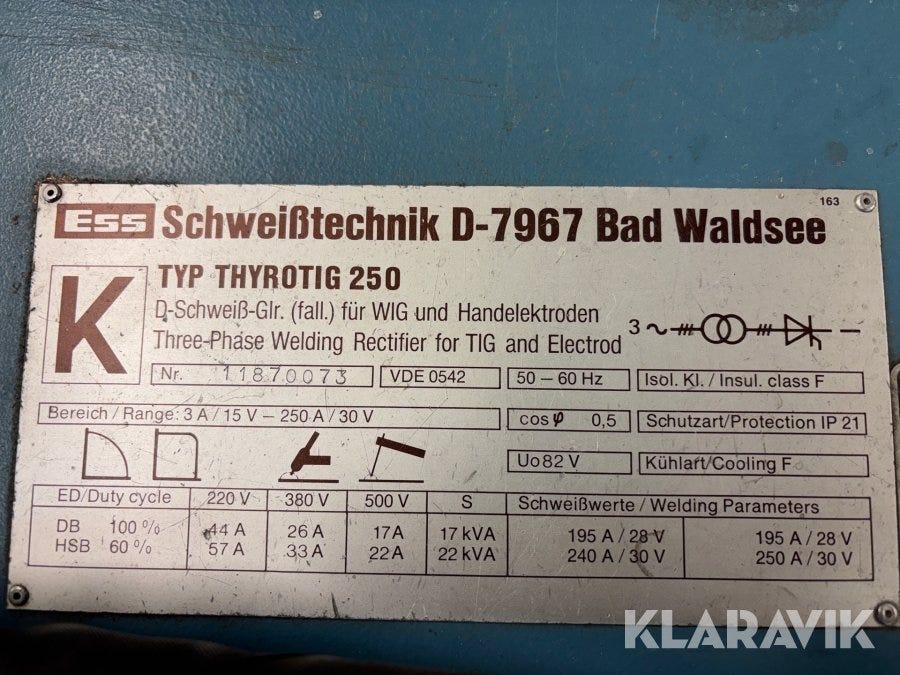 163
ESS Schweißtechnik D-7967 Bad Waldsee
K
TYP THYROTIG 250
D-Schweiß-Glr. (fall.) für WIG und Handelektroden
Three-Phase Welding Rectifier for TIG and Electrod
3 ~
Nr. 11870073 VDE 0542 50 – 60 Hz Isol. Kl. / Insul. class F
Bereich / Range: 3 A / 15 V – 250 A / 30 V cos φ 0,5 Schutzart/Protection IP 21
Uo 82 V Kühlart/Cooling F
ED/Duty cycle 220 V 380 V 500 V S Schweißwerte / Welding Parameters
DB 100 % 44 A 26 A 17 A 17 kVA 195 A / 28 V 195 A / 28 V
HSB 60 % 57 A 33 A 22 A 22 kVA 240 A / 30 V 250 A / 30 V
KLARAVIK